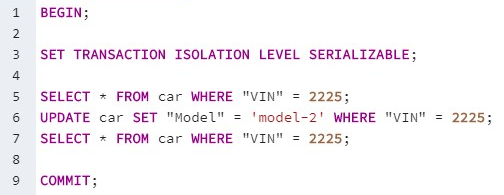 1 BEGIN;
2
3 SET TRANSACTION ISOLATION LEVEL SERIALIZABLE;
4
5 SELECT * FROM car WHERE "VIN" = 2225;
6 UPDATE car SET "Model" = 'model-2' WHERE "VIN" = 2225;
7 SELECT * FROM car WHERE "VIN" = 2225;
8
9 COMMIT;